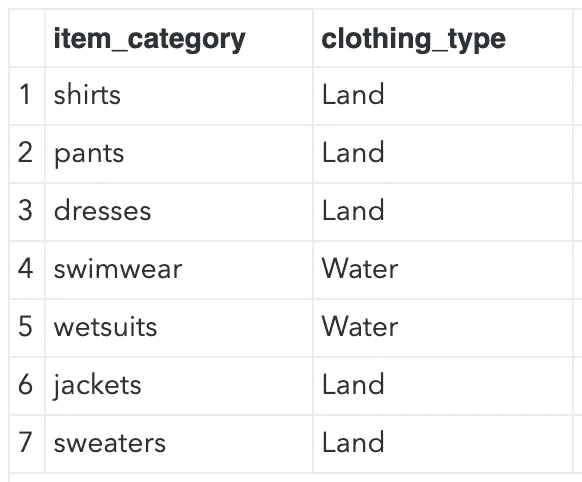 item_category clothing_type
1 shirts Land
2 pants Land
3 dresses Land
4 swimwear Water
5 wetsuits Water
6 jackets Land
7 sweaters Land